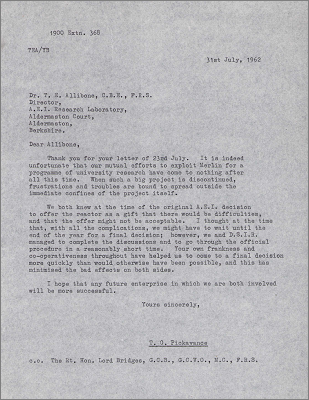 1900 Extn. 368
TEA/TB
31st July, 1962
Dr. T. E. Allibone, C.B.E., F.R.S.
Director,
A.E.I. Research Laboratory,
Aldermaston Court,
Aldermaston,
Berkshire.
Dear Allibone,
Thank you for your letter of 23rd July. It is indeed
unfortunate that our mutual efforts to exploit Merlin for a
programme of university research have come to nothing after
all this time. When such a big project is discontinued,
frustrations and troubles are bound to spread outside the
immediate confines of the project itself.
We both knew at the time of the original A.E.I. decision
to offer the reactor as a gift that there would be difficulties,
and that the offer might not be acceptable. I thought at the time
that, with all the complications, we might have to wait until the
end of the year for a final decision; however, we and D.S.I.R.
managed to complete the discussions and to go through the official
procedure in a reasonably short time. Your own frankness and
co-operativeness throughout have helped us to come to a final decision
more quickly than would otherwise have been possible, and this has
minimised the bad effects on both sides.
I hope that any future enterprise in which we are both involved
will be more successful.
Yours sincerely,
T. G. Pickavance
c.c. The Rt. Hon. Lord Bridges, G.C.B., G.C.V.O., M.C., F.R.S.